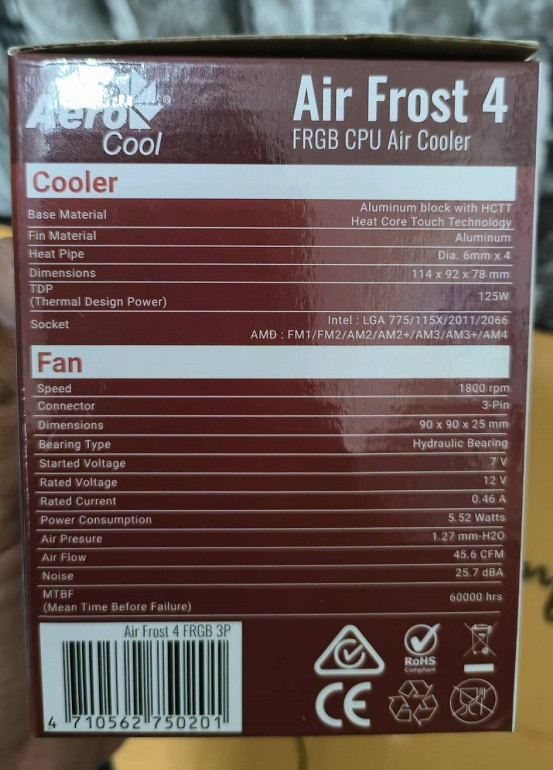 AeroCool
Air Frost 4
FRGB CPU Air Cooler
Cooler
Base Material Aluminum block with HCTT
Heat Core Touch Technology
Fin Material Aluminum
Heat Pipe Dia. 6mm x 4
Dimensions 114 x 92 x 78 mm
TDP
(Thermal Design Power) 125W
Socket Intel : LGA 775/115X/2011/2066
AMD : FM1/FM2/AM2/AM2+/AM3/AM3+/AM4
Fan
Speed 1800 rpm
Connector 3-Pin
Dimensions 90 x 90 x 25 mm
Bearing Type Hydraulic Bearing
Started Voltage 7 V
Rated Voltage 12 V
Rated Current 0.46 A
Power Consumption 5.52 Watts
Air Presure 1.27 mm-H2O
Air Flow 45.6 CFM
Noise 25.7 dBA
MTBF
(Mean Time Before Failure) 60000 hrs
Air Frost 4 FRGB 3P
4 710562 750201
RoHS
Compliant
CE